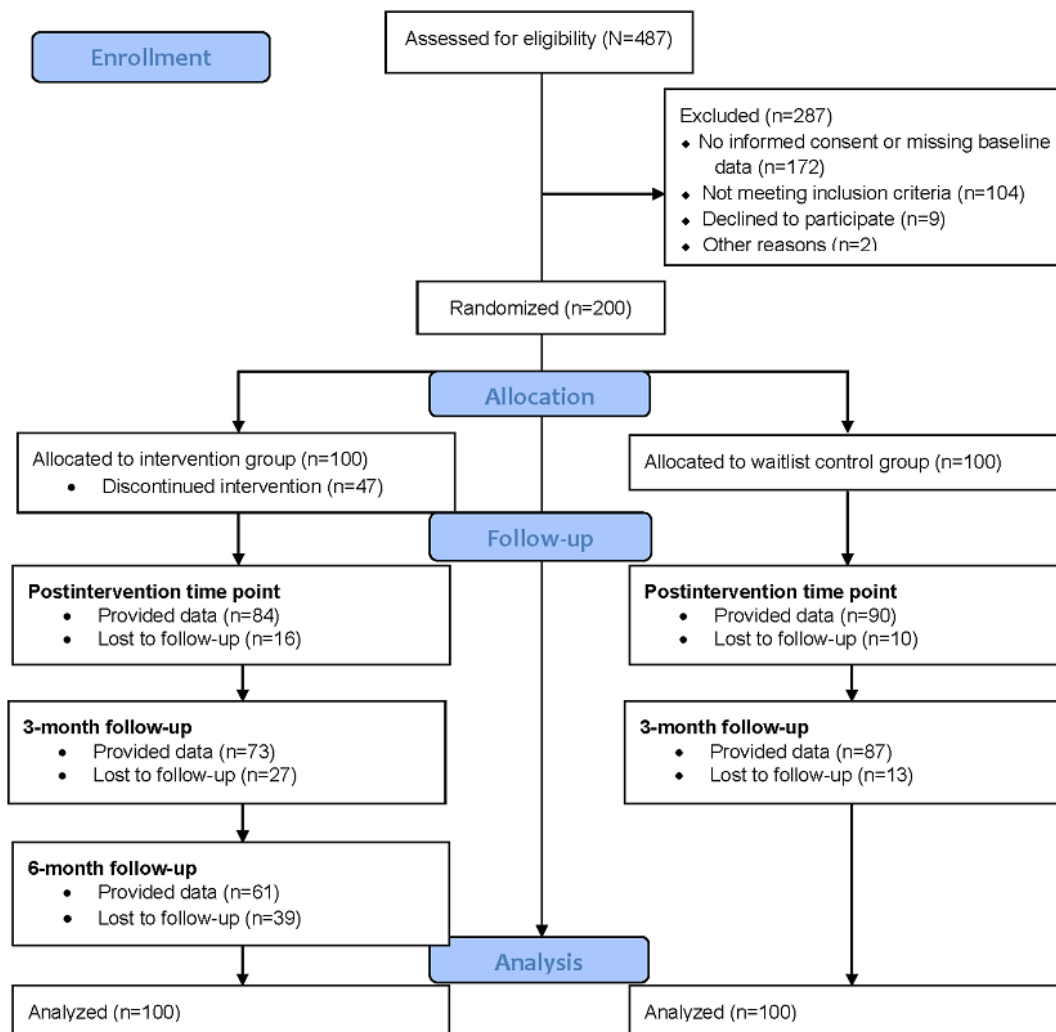 Enrollment
Assessed for eligibility (N=487)
Excluded (n=287)
⬥ No informed consent or missing baseline
data (n=172)
⬥ Not meeting inclusion criteria (n=104)
⬥ Declined to participate (n=9)
⬥ Other reasons (n=2)
Randomized (n=200)
Allocation
Allocated to intervention group (n=100)
• Discontinued intervention (n=47)
Allocated to waitlist control group (n=100)
Follow-up
Postintervention time point
• Provided data (n=84)
• Lost to follow-up (n=16)
Postintervention time point
• Provided data (n=90)
• Lost to follow-up (n=10)
3-month follow-up
• Provided data (n=73)
• Lost to follow-up (n=27)
3-month follow-up
• Provided data (n=87)
• Lost to follow-up (n=13)
6-month follow-up
• Provided data (n=61)
• Lost to follow-up (n=39)
Analysis
Analyzed (n=100)
Analyzed (n=100)